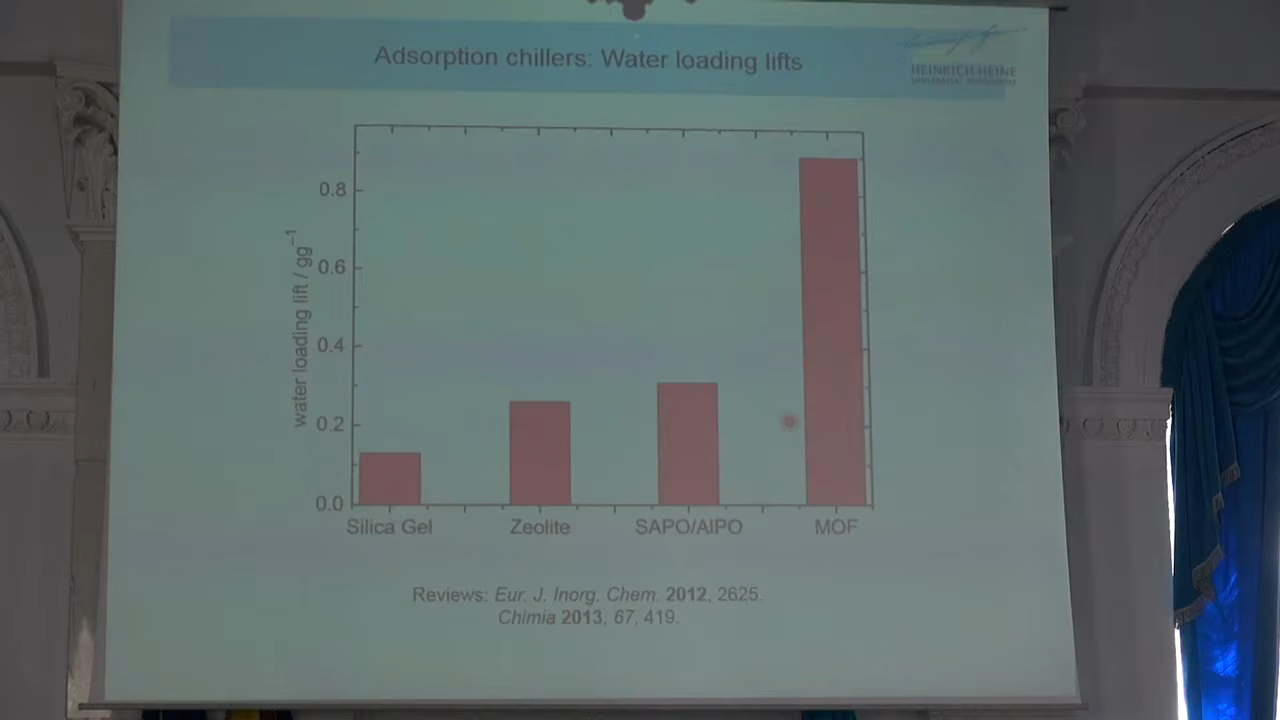 Adsorption chillers: Water loading lifts
HEINRICH HEINE
UNIVERSITÄT DÜSSELDORF
water loading lift / gg⁻¹
0.8
0.6
0.4
0.2
0.0
Silica Gel
Zeolite
SAPO/AlPO
MOF
Reviews: Eur. J. Inorg. Chem. 2012, 2625.
Chimia 2013, 67, 419.